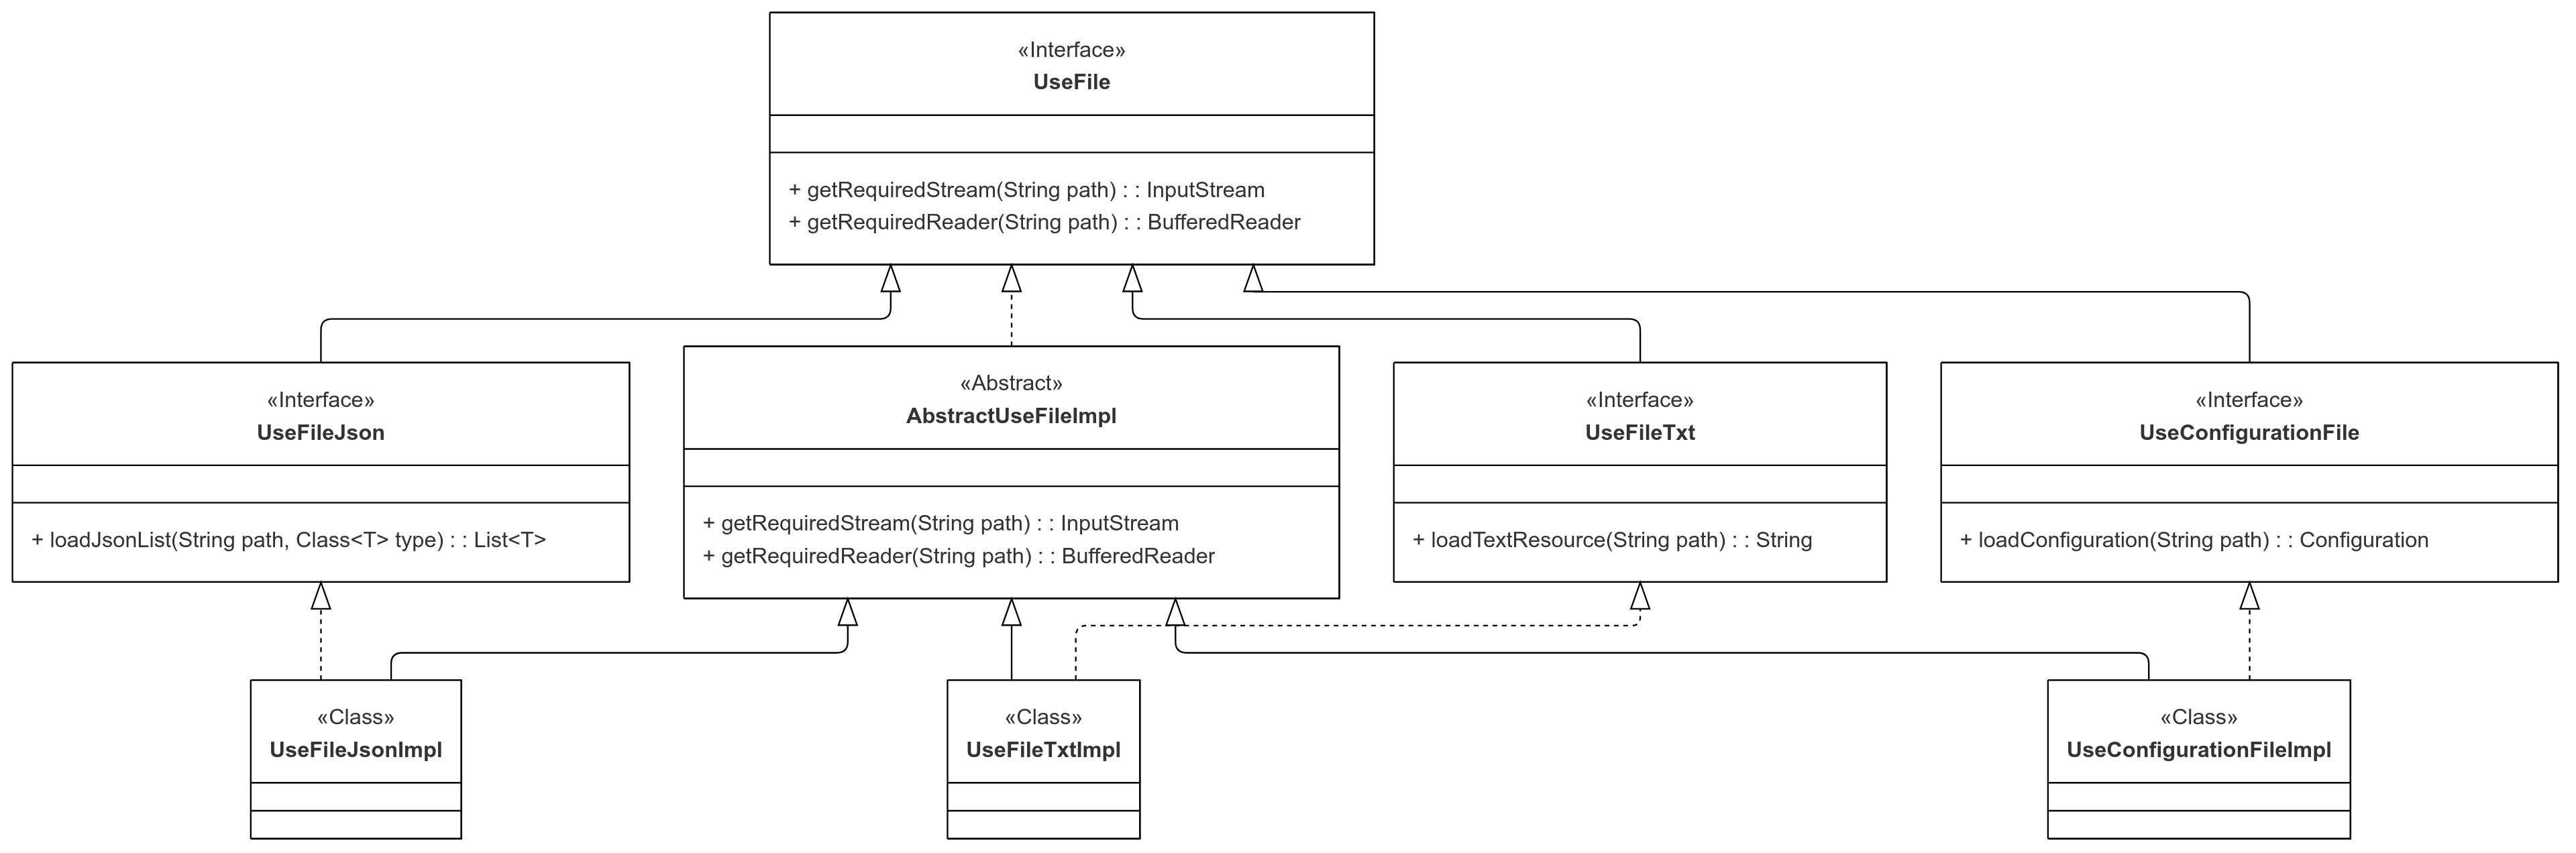 «Interface»
UseFile
+ getRequiredStream(String path) : : InputStream
+ getRequiredReader(String path) : : BufferedReader
«Interface»
UseFileJson
+ loadJsonList(String path, Class<T> type) : : List<T>
«Abstract»
AbstractUseFileImpl
+ getRequiredStream(String path) : : InputStream
+ getRequiredReader(String path) : : BufferedReader
«Interface»
UseFileTxt
+ loadTextResource(String path) : : String
«Interface»
UseConfigurationFile
+ loadConfiguration(String path) : : Configuration
«Class»
UseFileJsonImpl
«Class»
UseFileTxtImpl
«Class»
UseConfigurationFileImpl